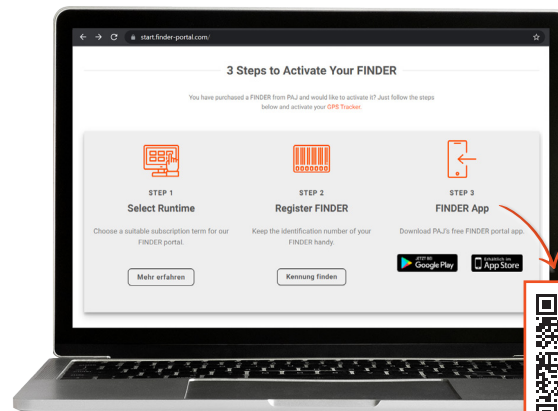 start.finder-portal.com/
3 Steps to Activate Your FINDER
You have purchased a FINDER from PAJ and would like to activate it? Just follow the steps
below and activate your GPS Tracker.
STEP 1
Select Runtime
Choose a suitable subscription term for our
FINDER portal.
Mehr erfahren
STEP 2
Register FINDER
Keep the identification number of your
FINDER handy.
Kennung finden
STEP 3
FINDER App
Download PAJ's free FINDER portal app.
JETZT BEI
Google Play
Erhältlich im
App Store